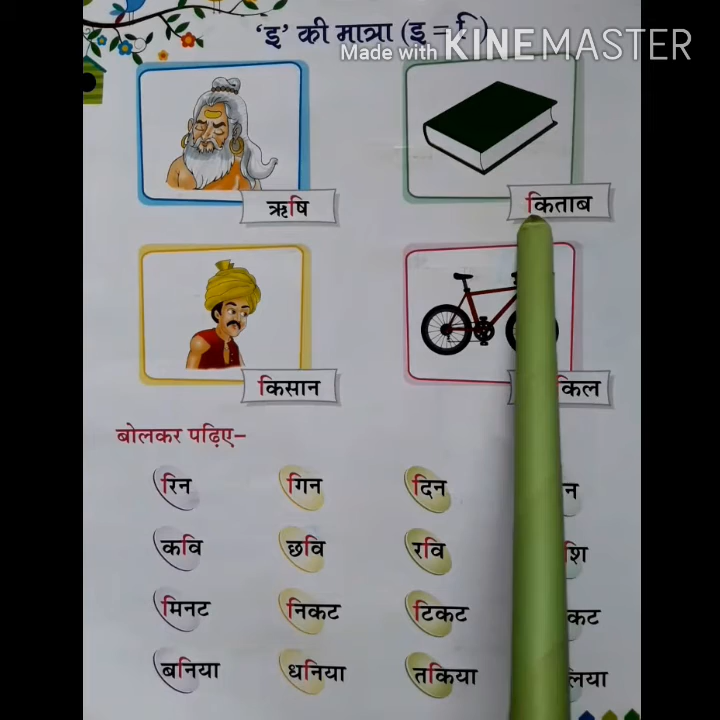 'इ' की मात्रा (इ = ि)
Made with KINEMASTER
ऋषि
किताब
किसान
किल
बोलकर पढ़िए–
रिन गिन दिन न
कवि छवि रवि शि
मिनट निकट टिकट कट
बनिया धनिया तकिया लिया